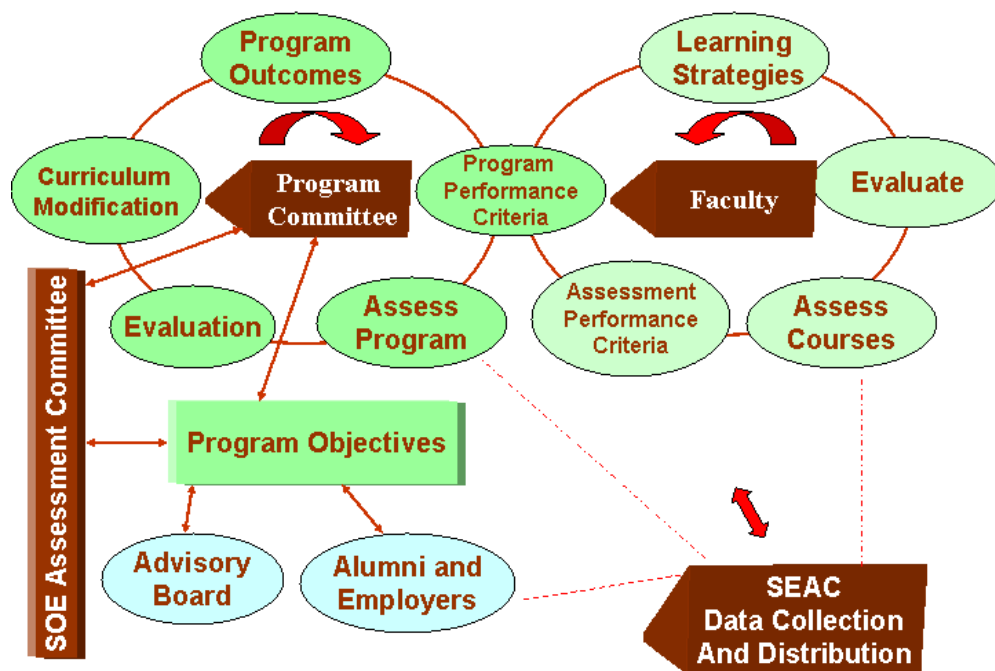 Program
Outcomes
Learning
Strategies
Curriculum
Modification
Program
Committee
Program
Performance
Criteria
Faculty
Evaluate
SOE Assessment Committee
Evaluation
Assess
Program
Assessment
Performance
Criteria
Assess
Courses
Program Objectives
Advisory
Board
Alumni and
Employers
SEAC
Data Collection
And Distribution